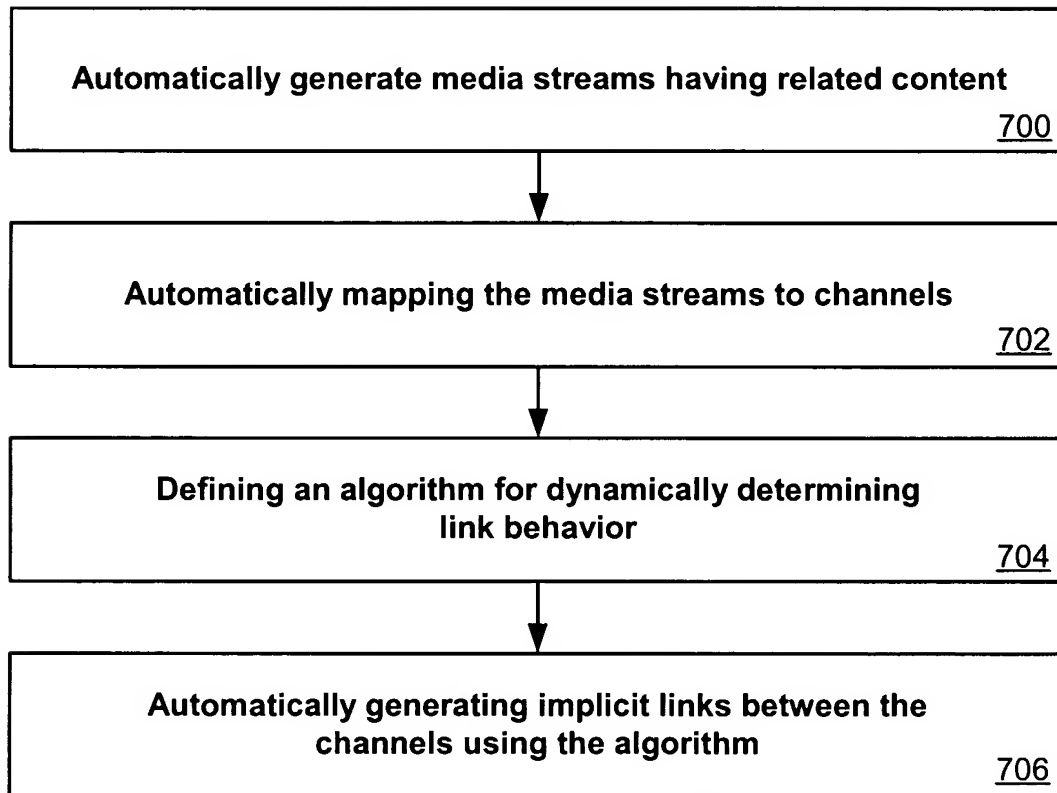 Automatically generate media streams having related content
700
Automatically mapping the media streams to channels
702
Defining an algorithm for dynamically determining
link behavior
704
Automatically generating implicit links between the
channels using the algorithm
706